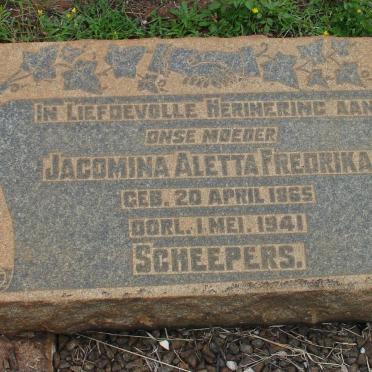 IN LIEFDEVOLLE HERINERING AAN
ONSE MOEDER
JACOMINA ALETTA FREDRIKA
GEB. 20 APRIL 1865
OORL. 1 MEI. 1941
SCHEEPERS.